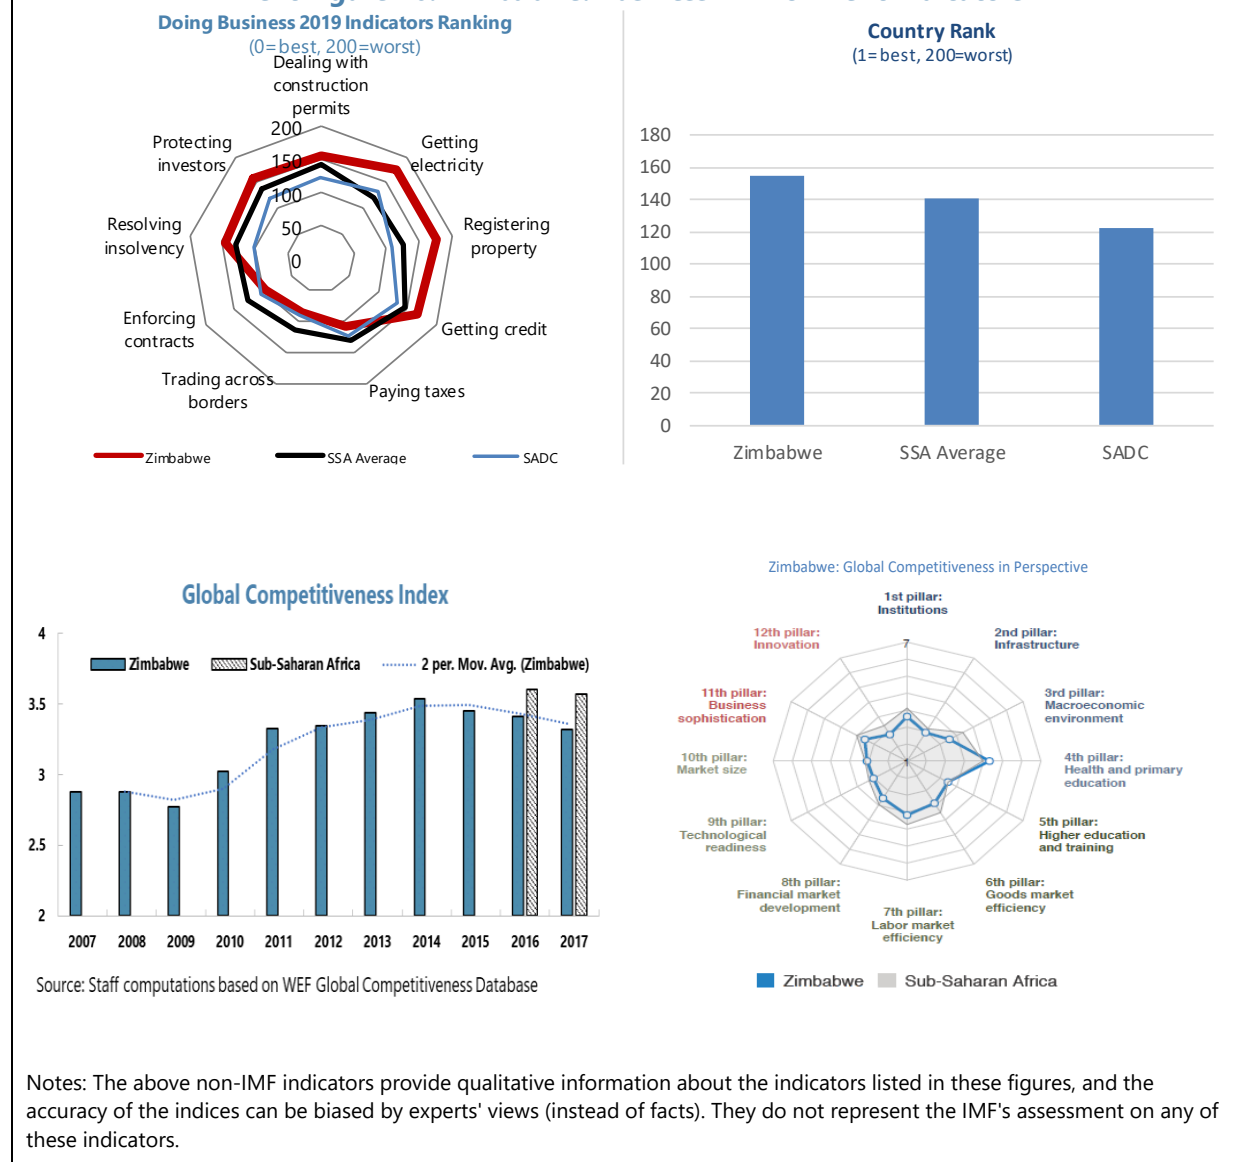 Doing Business 2019 Indicators Ranking
(0=best, 200=worst)
Dealing with
construction
permits
Getting
electricity
Registering
property
Getting credit
Paying taxes
Trading across
borders
Enforcing
contracts
Resolving
insolvency
Protecting
investors
200
150
100
50
0
Zimbabwe
SSA Average
SADC
Country Rank
(1=best, 200=worst)
180
160
140
120
100
80
60
40
20
0
Zimbabwe
SSA Average
SADC
Global Competitiveness Index
4
3.5
3
2.5
2
Zimbabwe
Sub-Saharan Africa
2 per. Mov. Avg. (Zimbabwe)
2007 2008 2009 2010 2011 2012 2013 2014 2015 2016 2017
Source: Staff computations based on WEF Global Competitiveness Database
Zimbabwe: Global Competitiveness in Perspective
1st pillar:
Institutions
2nd pillar:
Infrastructure
3rd pillar:
Macroeconomic
environment
4th pillar:
Health and primary
education
5th pillar:
Higher education
and training
6th pillar:
Goods market
efficiency
7th pillar:
Labor market
efficiency
8th pillar:
Financial market
development
9th pillar:
Technological
readiness
10th pillar:
Market size
11th pillar:
Business
sophistication
12th pillar:
Innovation
7
1
Zimbabwe
Sub-Saharan Africa
Notes: The above non-IMF indicators provide qualitative information about the indicators listed in these figures, and the
accuracy of the indices can be biased by experts' views (instead of facts). They do not represent the IMF's assessment on any of
these indicators.